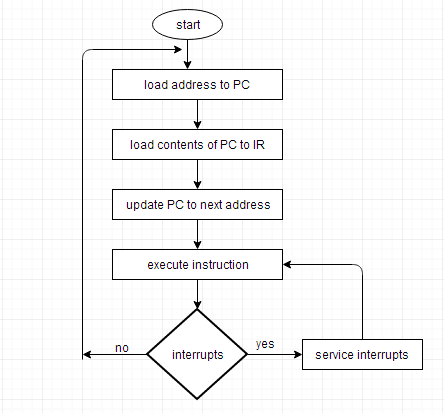 start
load address to PC
load contents of PC to IR
update PC to next address
execute instruction
interrupts
no
yes
service interrupts